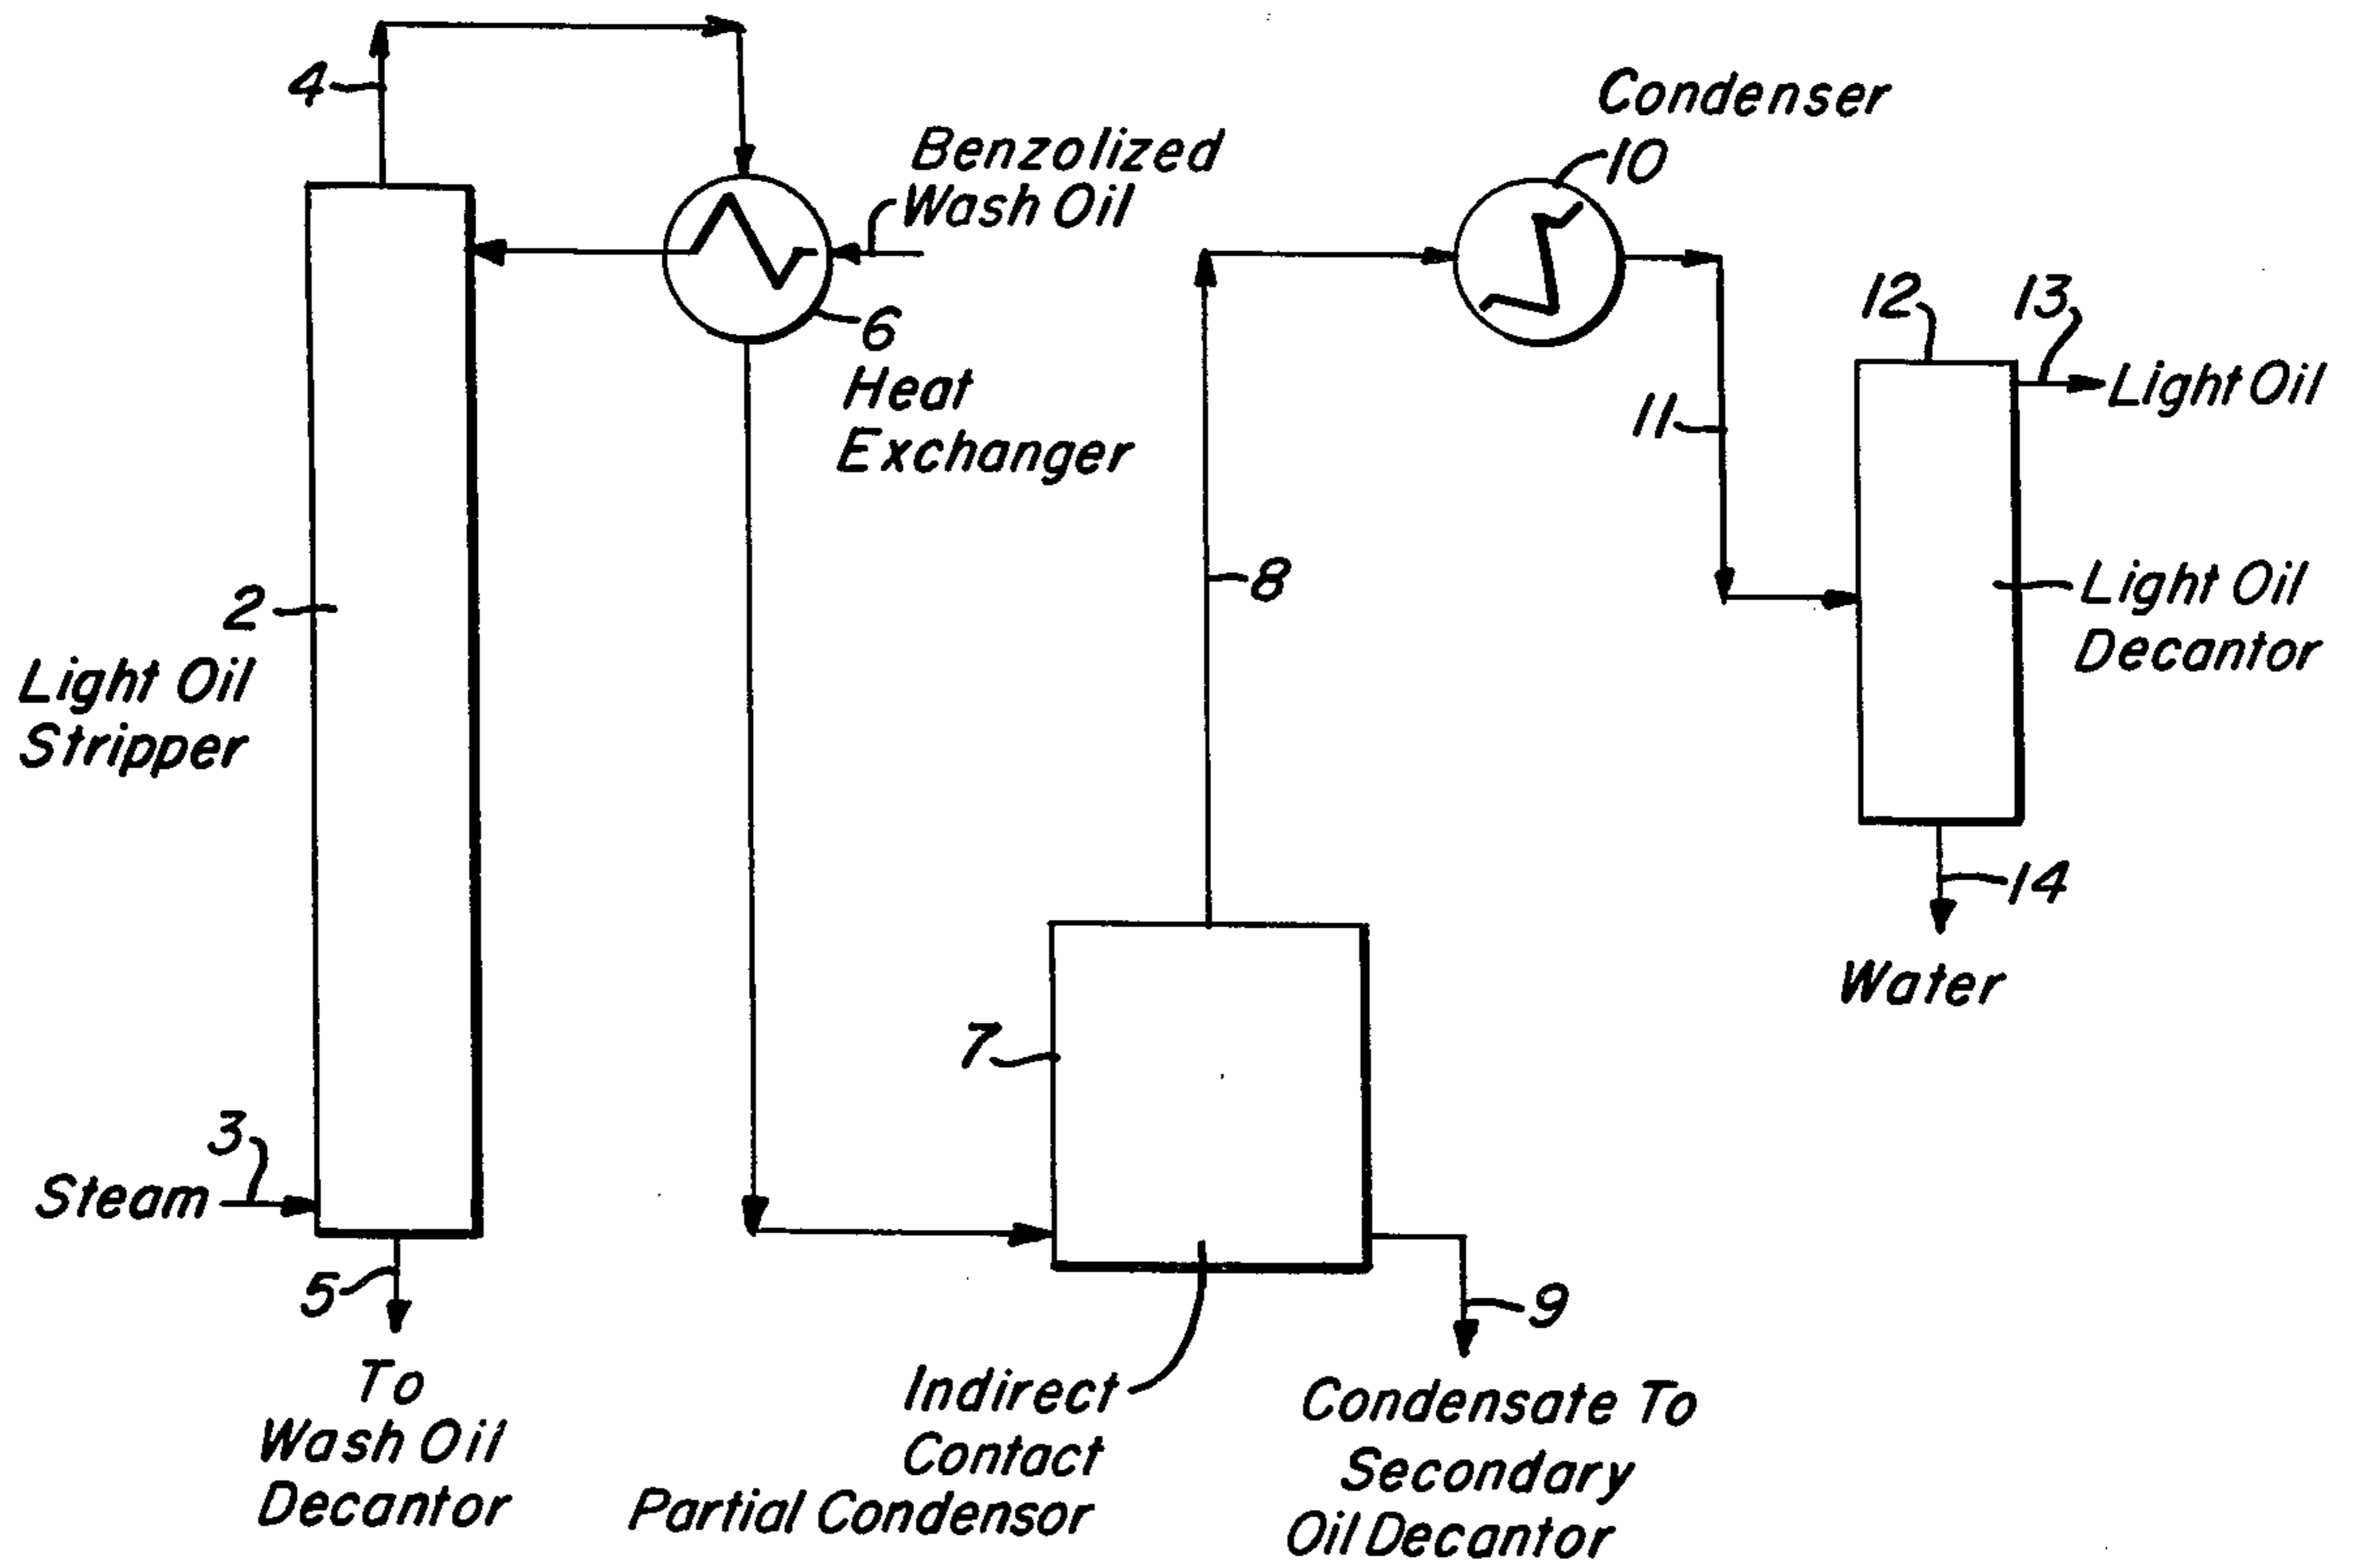 4
Benzolized
Wash Oil
6
Heat
Exchanger
Condenser
10
12
13
Light Oil
11
8
2
Light Oil
Stripper
Light Oil
Decantor
14
Water
7
3
Steam
5
To
Wash Oil
Decantor
Indirect
Contact
Partial Condensor
9
Condensate To
Secondary
Oil Decantor